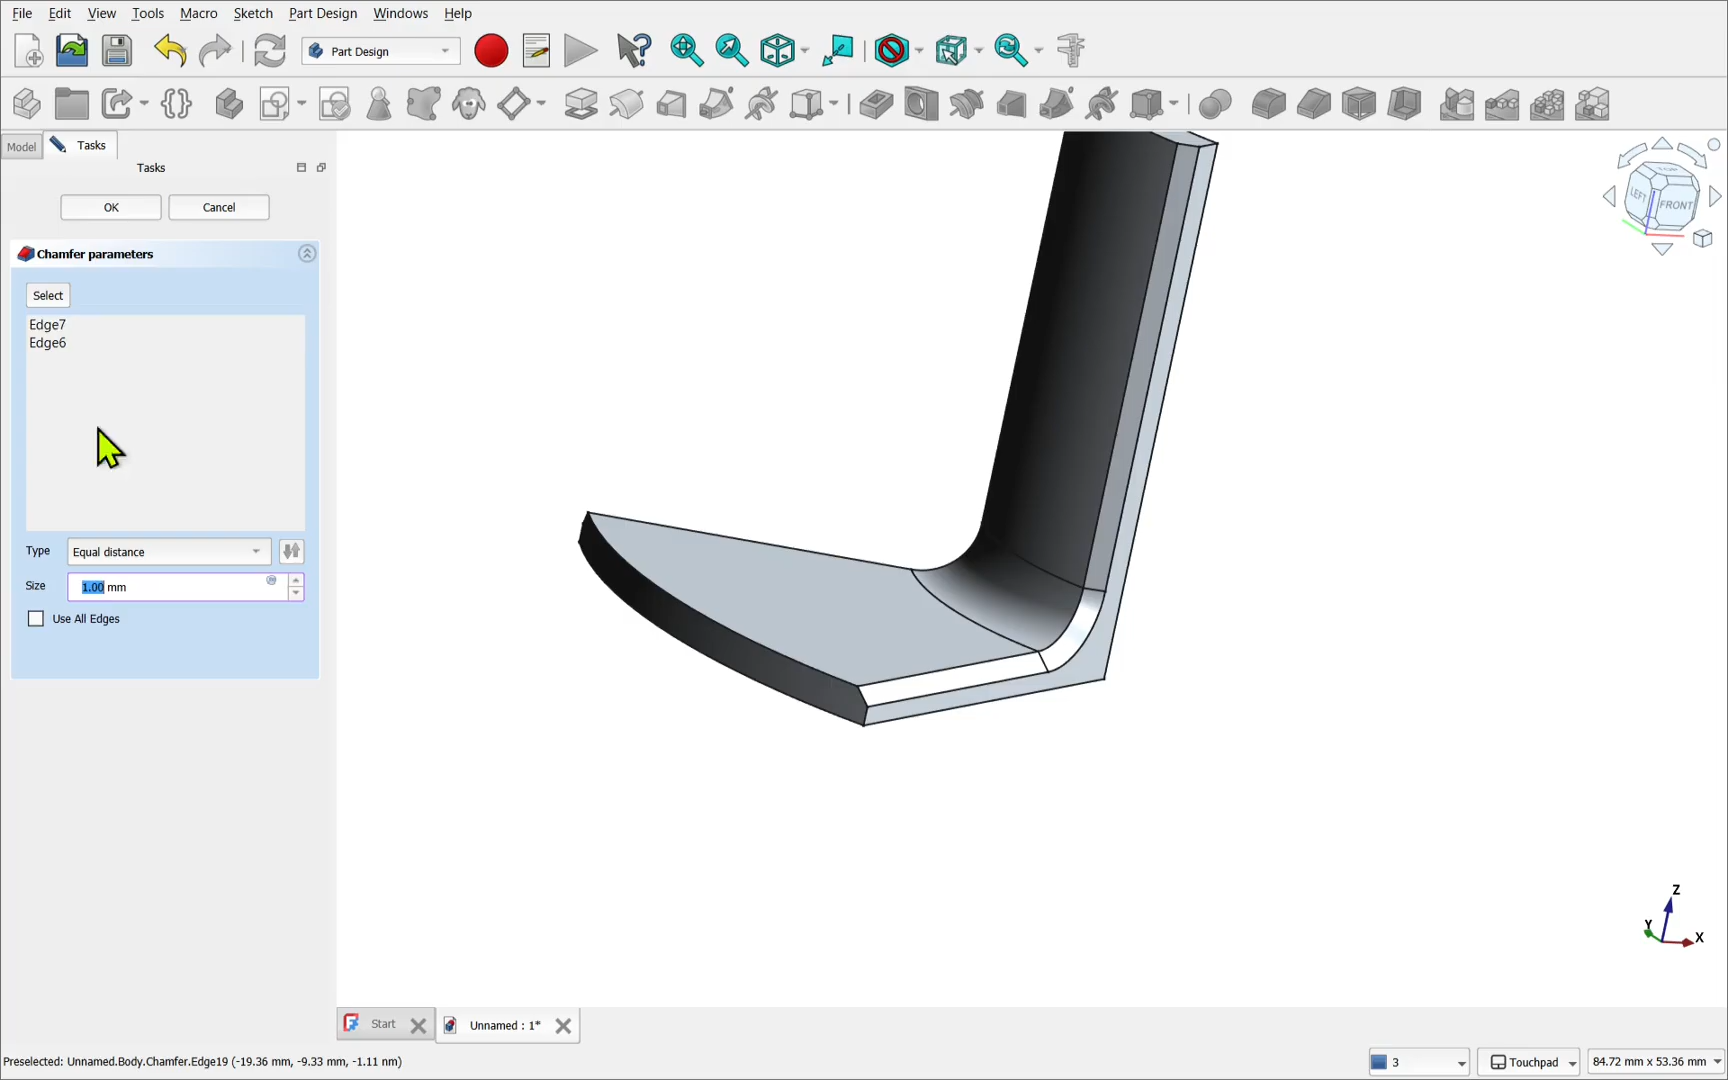 File Edit View Tools Macro Sketch Part Design Windows Help
Part Design
Model Tasks
Tasks
OK Cancel
Chamfer parameters
Select
Edge7
Edge6
Type Equal distance
Size 1.00 mm
Use All Edges
TOP
LEFT FRONT
Z
Y
X
Start Unnamed : 1*
Preselected: Unnamed.Body.Chamfer.Edge19 (-19.36 mm, -9.33 mm, -1.11 nm) 3 Touchpad 84.72 mm x 53.36 mm